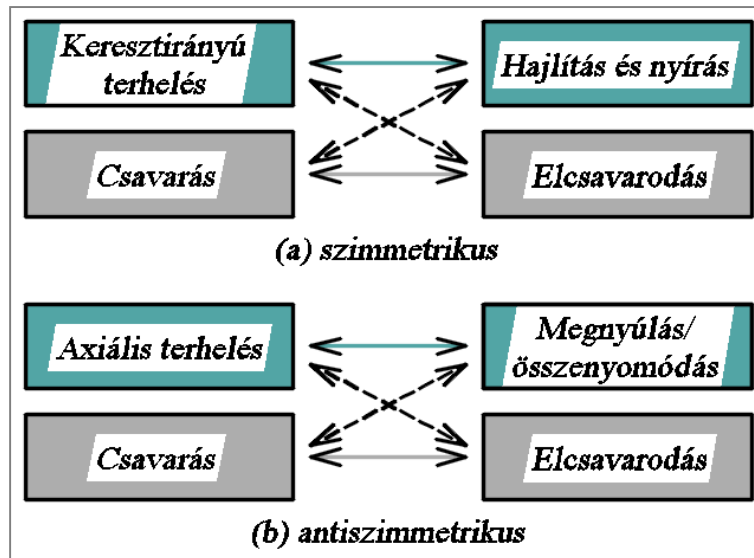 Keresztirányú
terhelés
Hajlítás és nyírás
Csavarás
Elcsavarodás
(a) szimmetrikus
Axiális terhelés
Megnyúlás/
összenyomódás
Csavarás
Elcsavarodás
(b) antiszimmetrikus